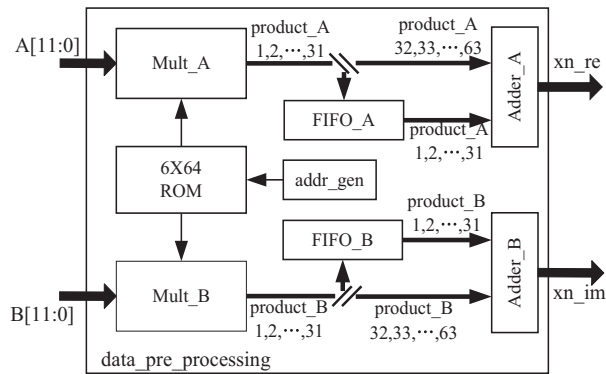 product_A
product_A
A[11:0]
1,2,⋯,31
32,33,⋯,63
xn_re
Mult_A
Adder_A
FIFO_A
product_A
1,2,⋯,31
6X64
ROM
addr_gen
product_B
1,2,⋯,31
FIFO_B
Mult_B
Adder_B
B[11:0]
product_B
1,2,⋯,31
product_B
32,33,⋯,63
xn_im
data_pre_processing